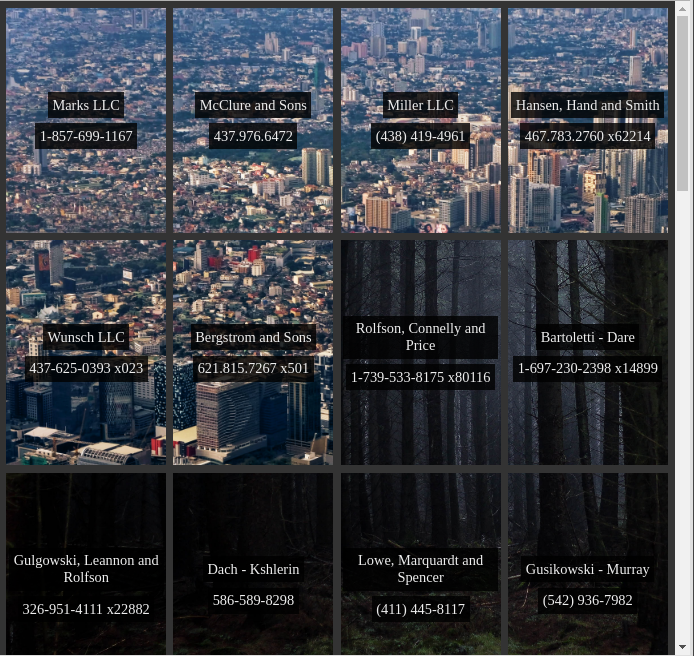 Marks LLC
1-857-699-1167
McClure and Sons
437.976.6472
Miller LLC
(438) 419-4961
Hansen, Hand and Smith
467.783.2760 x62214
Wunsch LLC
437-625-0393 x023
Bergstrom and Sons
621.815.7267 x501
Rolfson, Connelly and
Price
1-739-533-8175 x80116
Bartoletti - Dare
1-697-230-2398 x14899
Gulgowski, Leannon and
Rolfson
326-951-4111 x22882
Dach - Kshlerin
586-589-8298
Lowe, Marquardt and
Spencer
(411) 445-8117
Gusikowski - Murray
(542) 936-7982